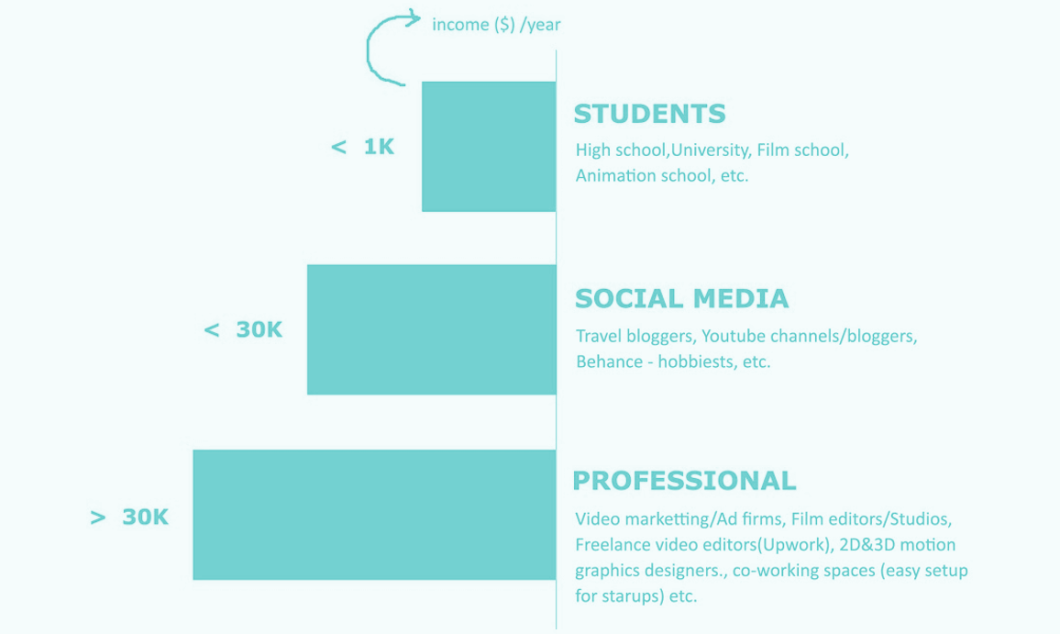 income ($) /year
< 1K
STUDENTS
High school,University, Film school,
Animation school, etc.
< 30K
SOCIAL MEDIA
Travel bloggers, Youtube channels/bloggers,
Behance - hobbiests, etc.
> 30K
PROFESSIONAL
Video marketting/Ad firms, Film editors/Studios,
Freelance video editors(Upwork), 2D&3D motion
graphics designers., co-working spaces (easy setup
for starups) etc.